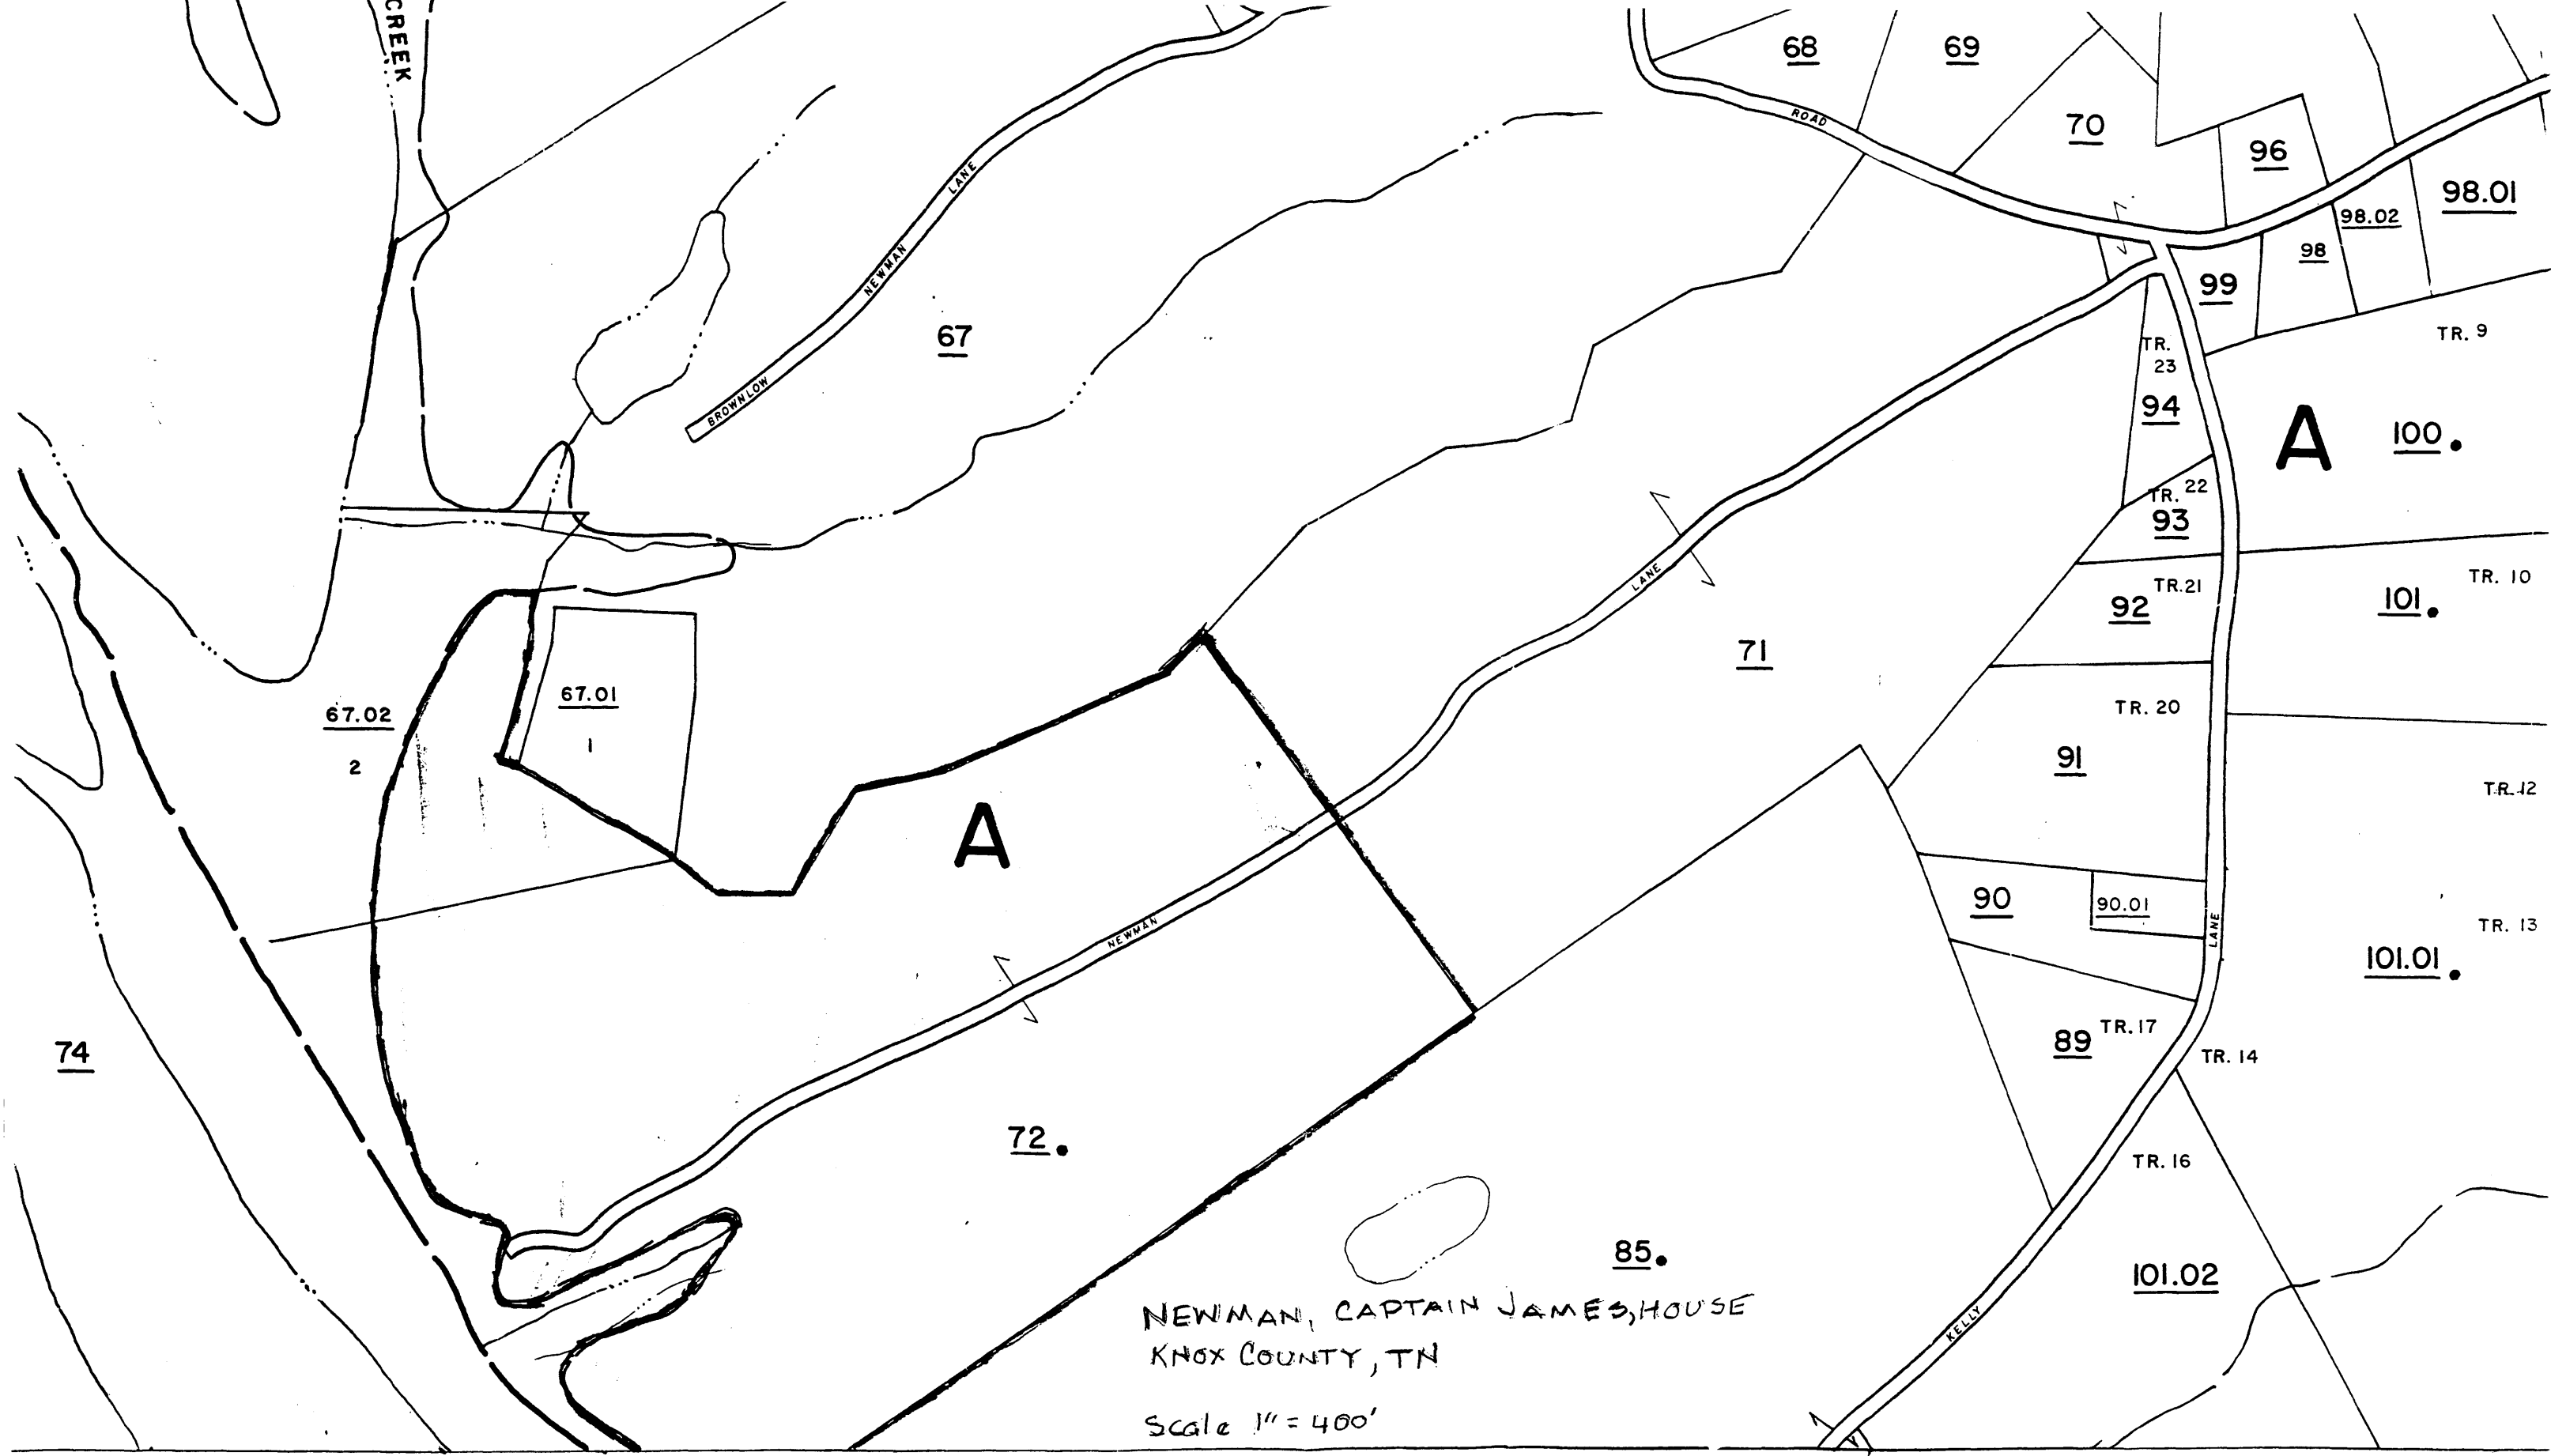 CREEK
68
69
ROAD
70
96
98.01
98.02
98
99
LANE
NEWMAN
BROWNLOW
67
TR. 9
TR.
23
94
A
100
TR. 22
93
TR. 10
101
TR.21
92
LANE
71
67.01
1
67.02
2
TR. 20
91
TR. 12
A
90
90.01
LANE
NEWMAN
TR. 13
101.01
74
89
TR. 17
TR. 14
72
TR. 16
85
101.02
KELLY
NEWMAN, CAPTAIN JAMES, HOUSE
KNOX COUNTY, TN
Scale 1" = 400'